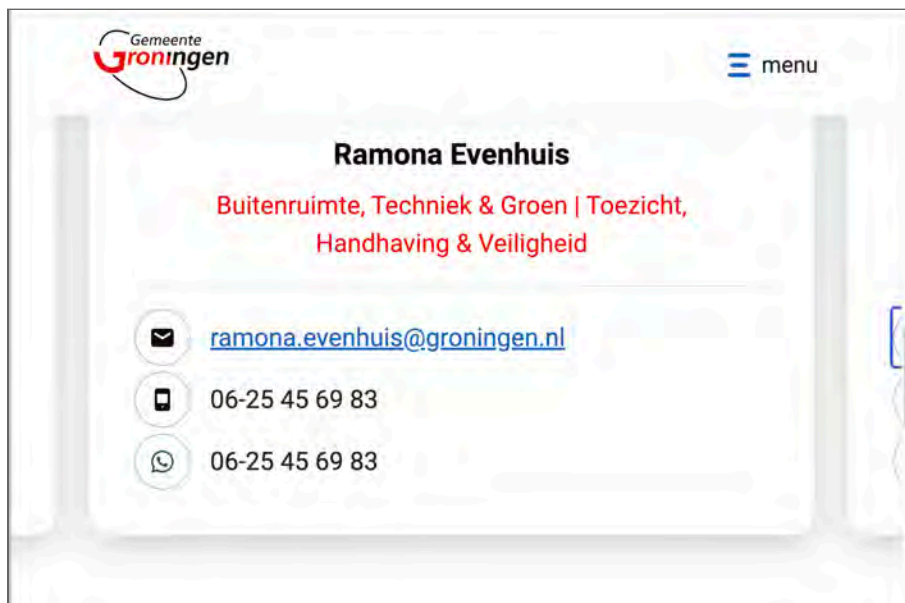 Gemeente
Groningen
menu
Ramona Evenhuis
Buitenruimte, Techniek & Groen | Toezicht,
Handhaving & Veiligheid
ramona.evenhuis@groningen.nl
06-25 45 69 83
06-25 45 69 83